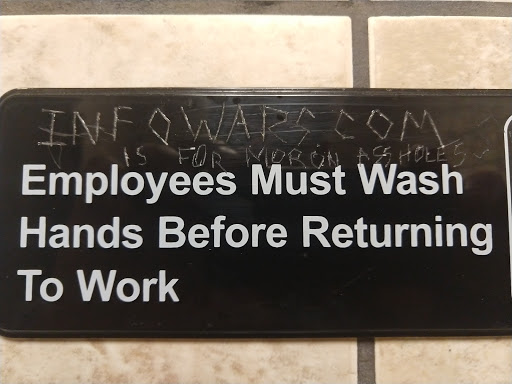 INFOWARS COM
IS FOR MORON ASSHOLES
Employees Must Wash
Hands Before Returning
To Work